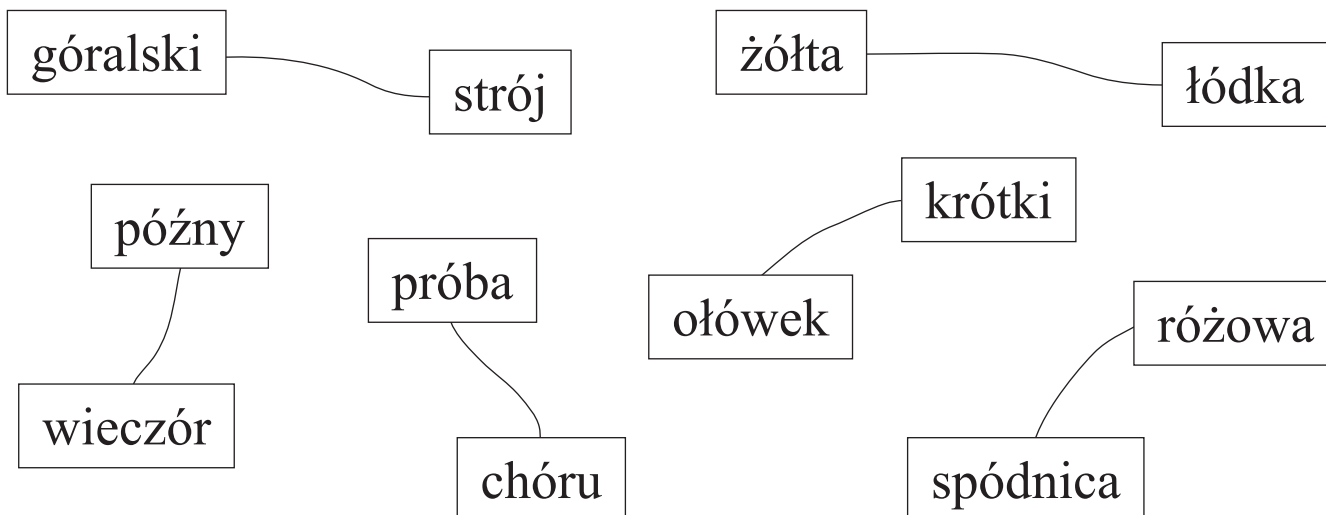 góralski
strój
żółta
łódka
późny
wieczór
próba
chóru
krótki
ołówek
różowa
spódnica